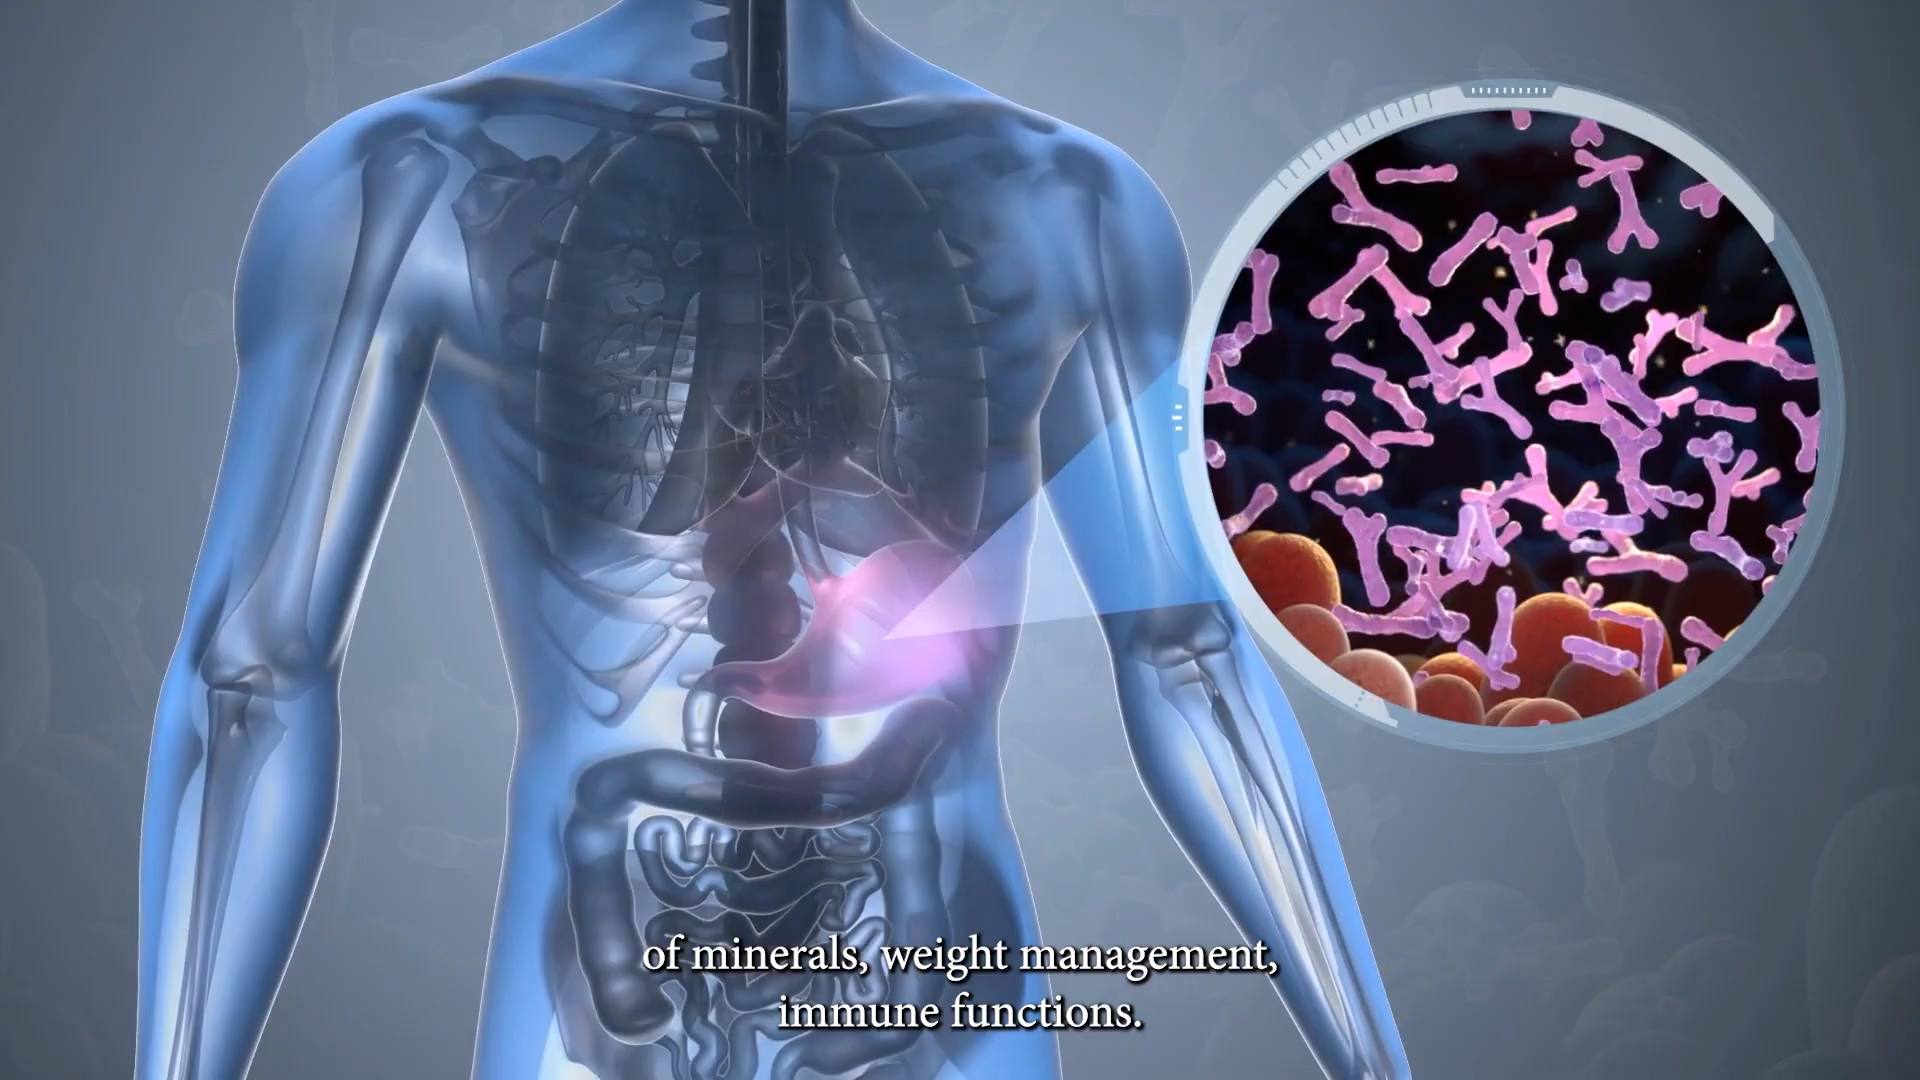 of minerals, weight management,
immune functions.